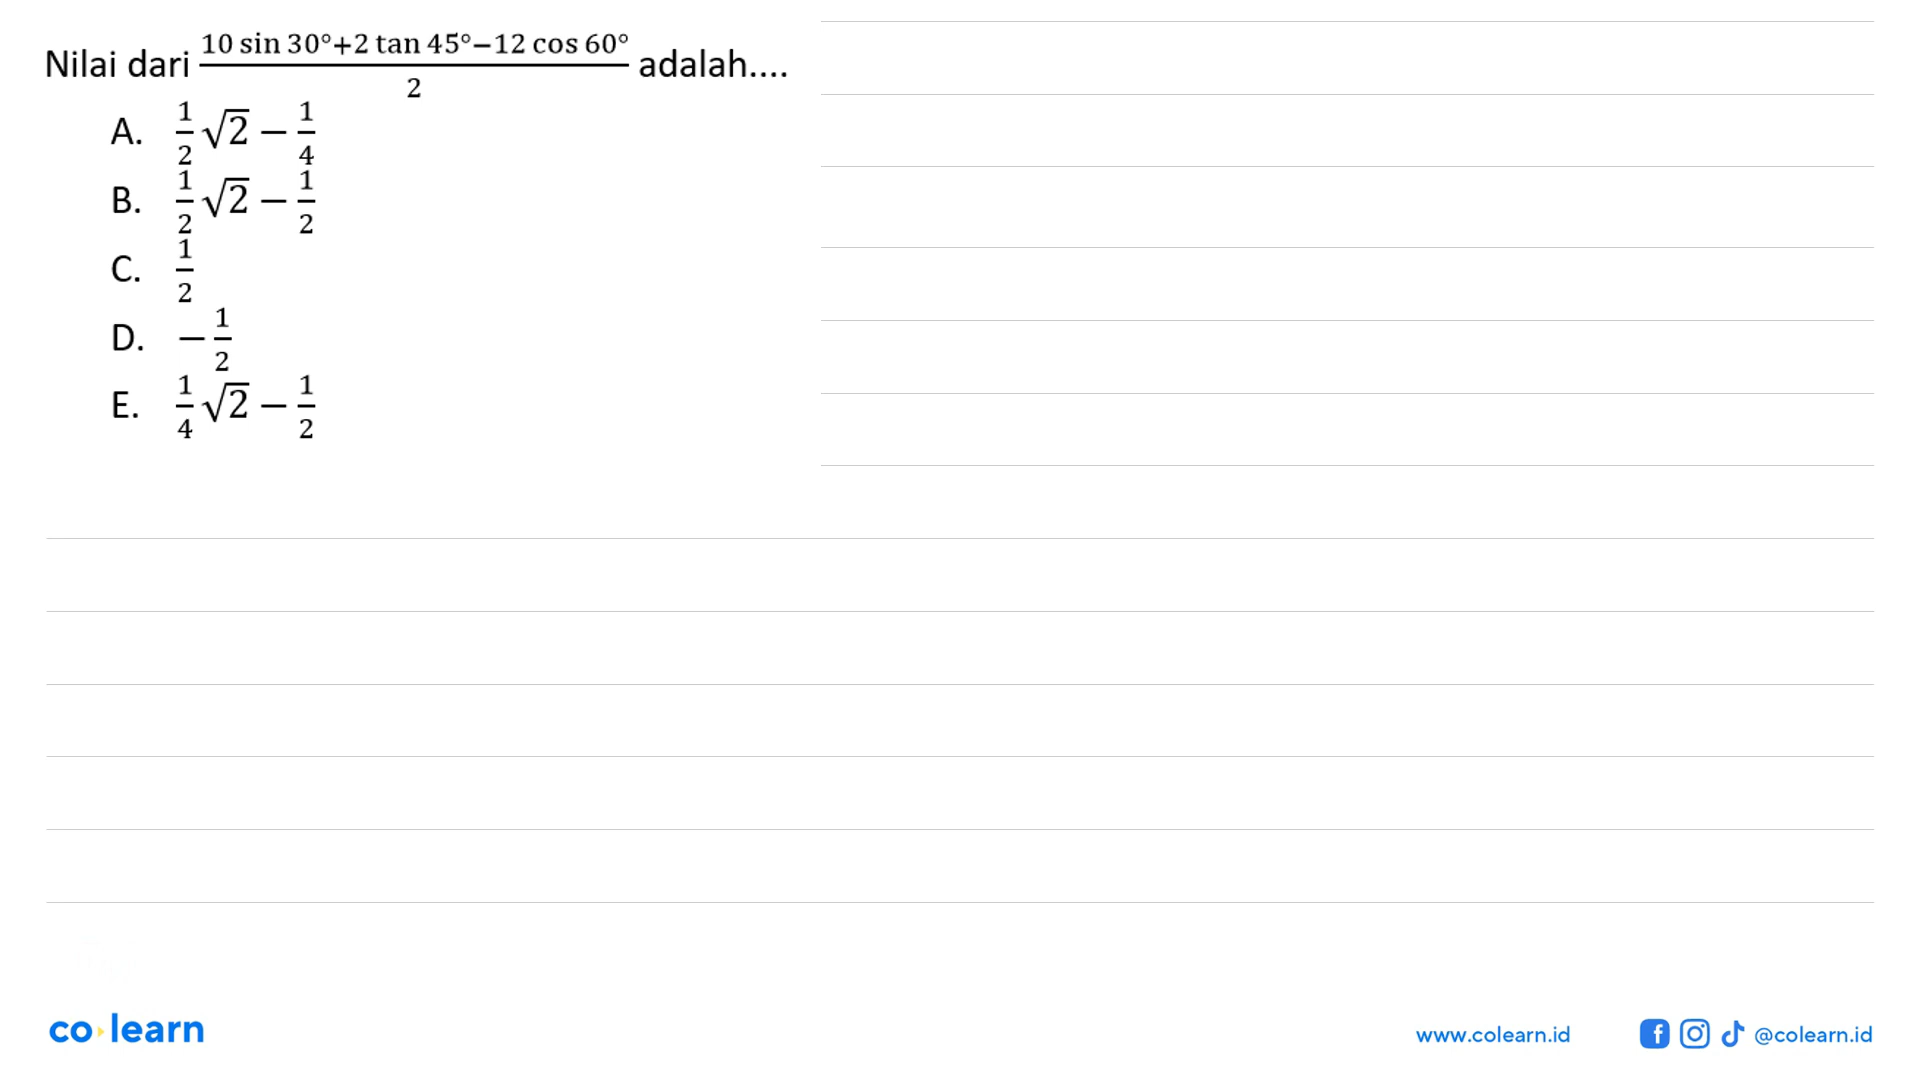 Nilai dari (10 sin 30°+2 tan 45°−12 cos 60°)/2 adalah....
A. 1/2 √2 − 1/4
B. 1/2 √2 − 1/2
C. 1/2
D. −1/2
E. 1/4 √2 − 1/2
co learn
www.colearn.id
@colearn.id